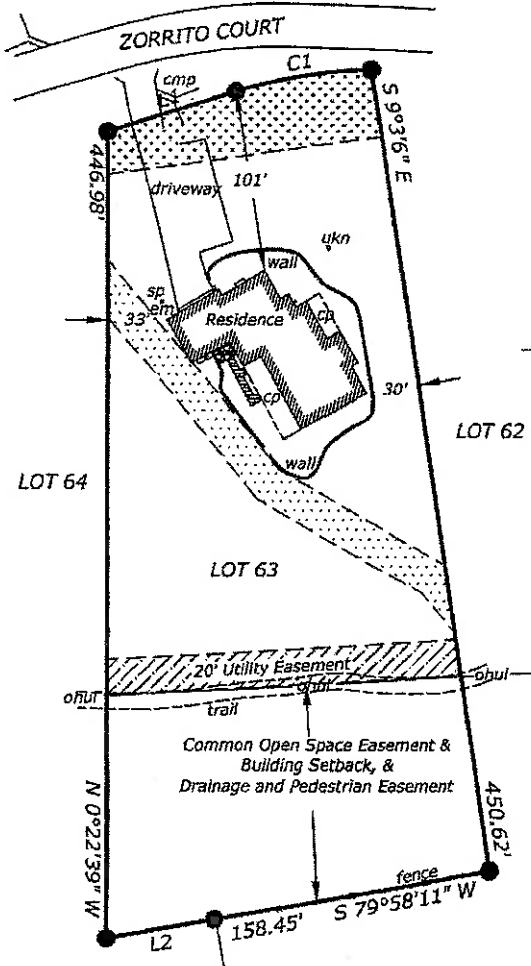 ZORRITO COURT
C1
cmp
S 9°3'6" E
446.98'
driveway
101'
ukn
wall
sp
em
cp
33'
Residence
30'
cp
LOT 62
wall
LOT 64
LOT 63
20' Utility Easement
ohul
ohul
ohul
trail
Common Open Space Easement &
Building Setback, &
Drainage and Pedestrian Easement
N 0°22'39" W
450.62'
fence
L2
158.45'
S 79°58'11" W